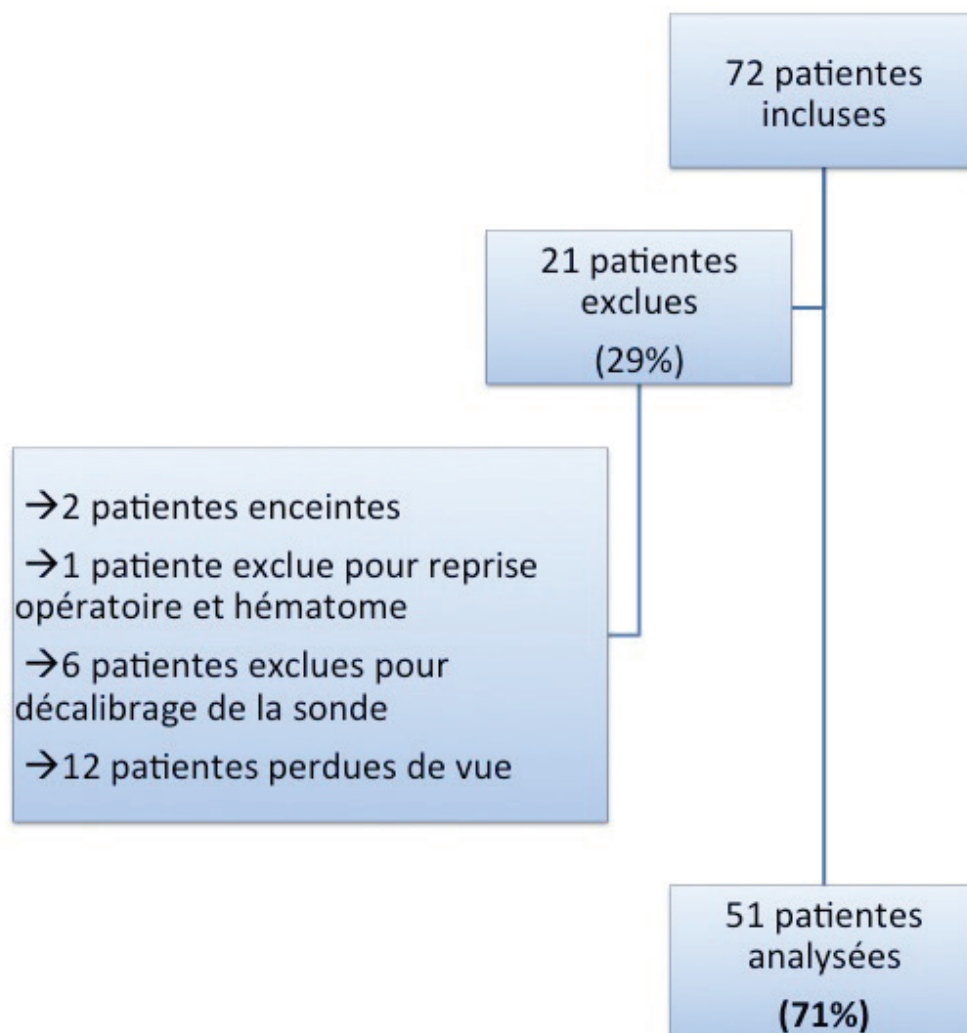 72 patientes
incluses
21 patientes
exclues
(29%)
→2 patientes enceintes
→1 patiente exclue pour reprise
opératoire et hématome
→6 patientes exclues pour
décalibrage de la sonde
→12 patientes perdues de vue
51 patientes
analysées
(71%)